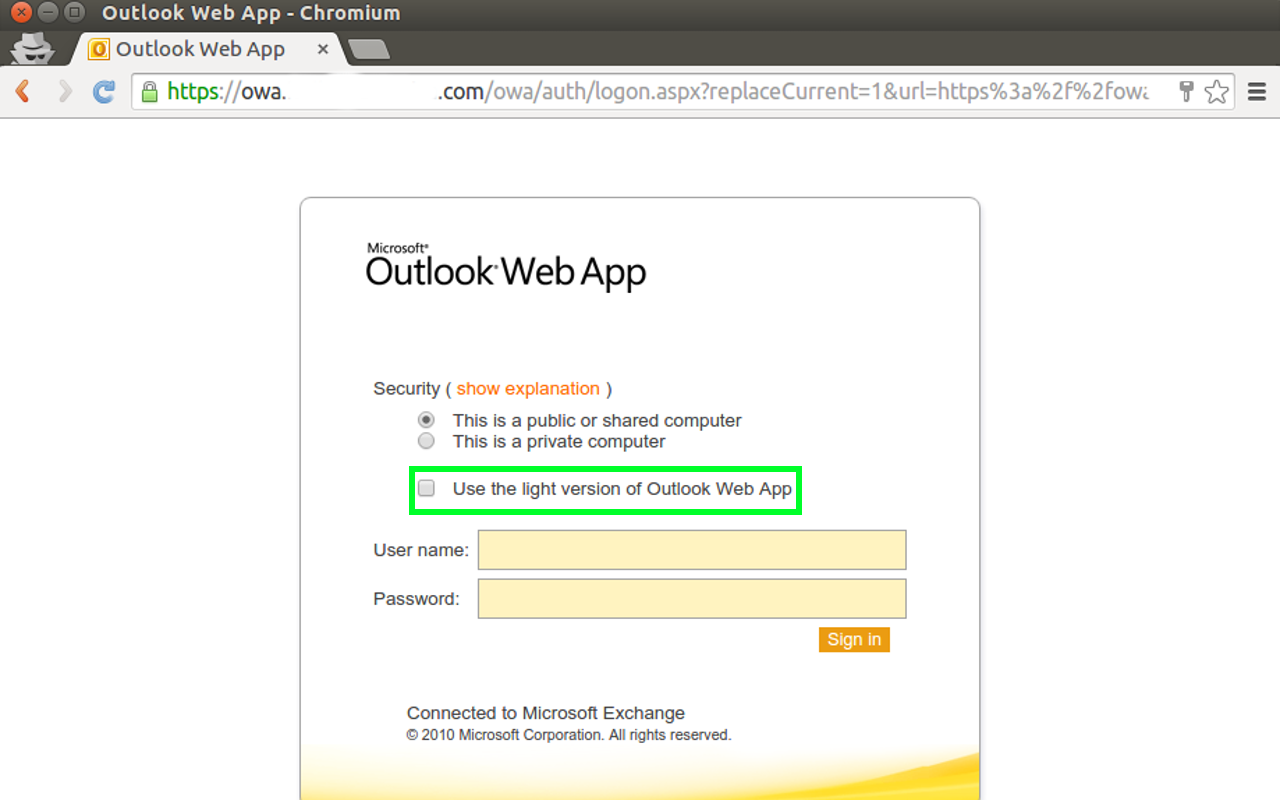 Outlook Web App - Chromium
Outlook Web App
https://owa. .com/owa/auth/logon.aspx?replaceCurrent=1&url=https%3a%2f%2fowa
Microsoft®
Outlook® Web App
Security ( show explanation )
This is a public or shared computer
This is a private computer
Use the light version of Outlook Web App
User name:
Password:
Sign in
Connected to Microsoft Exchange
© 2010 Microsoft Corporation. All rights reserved.